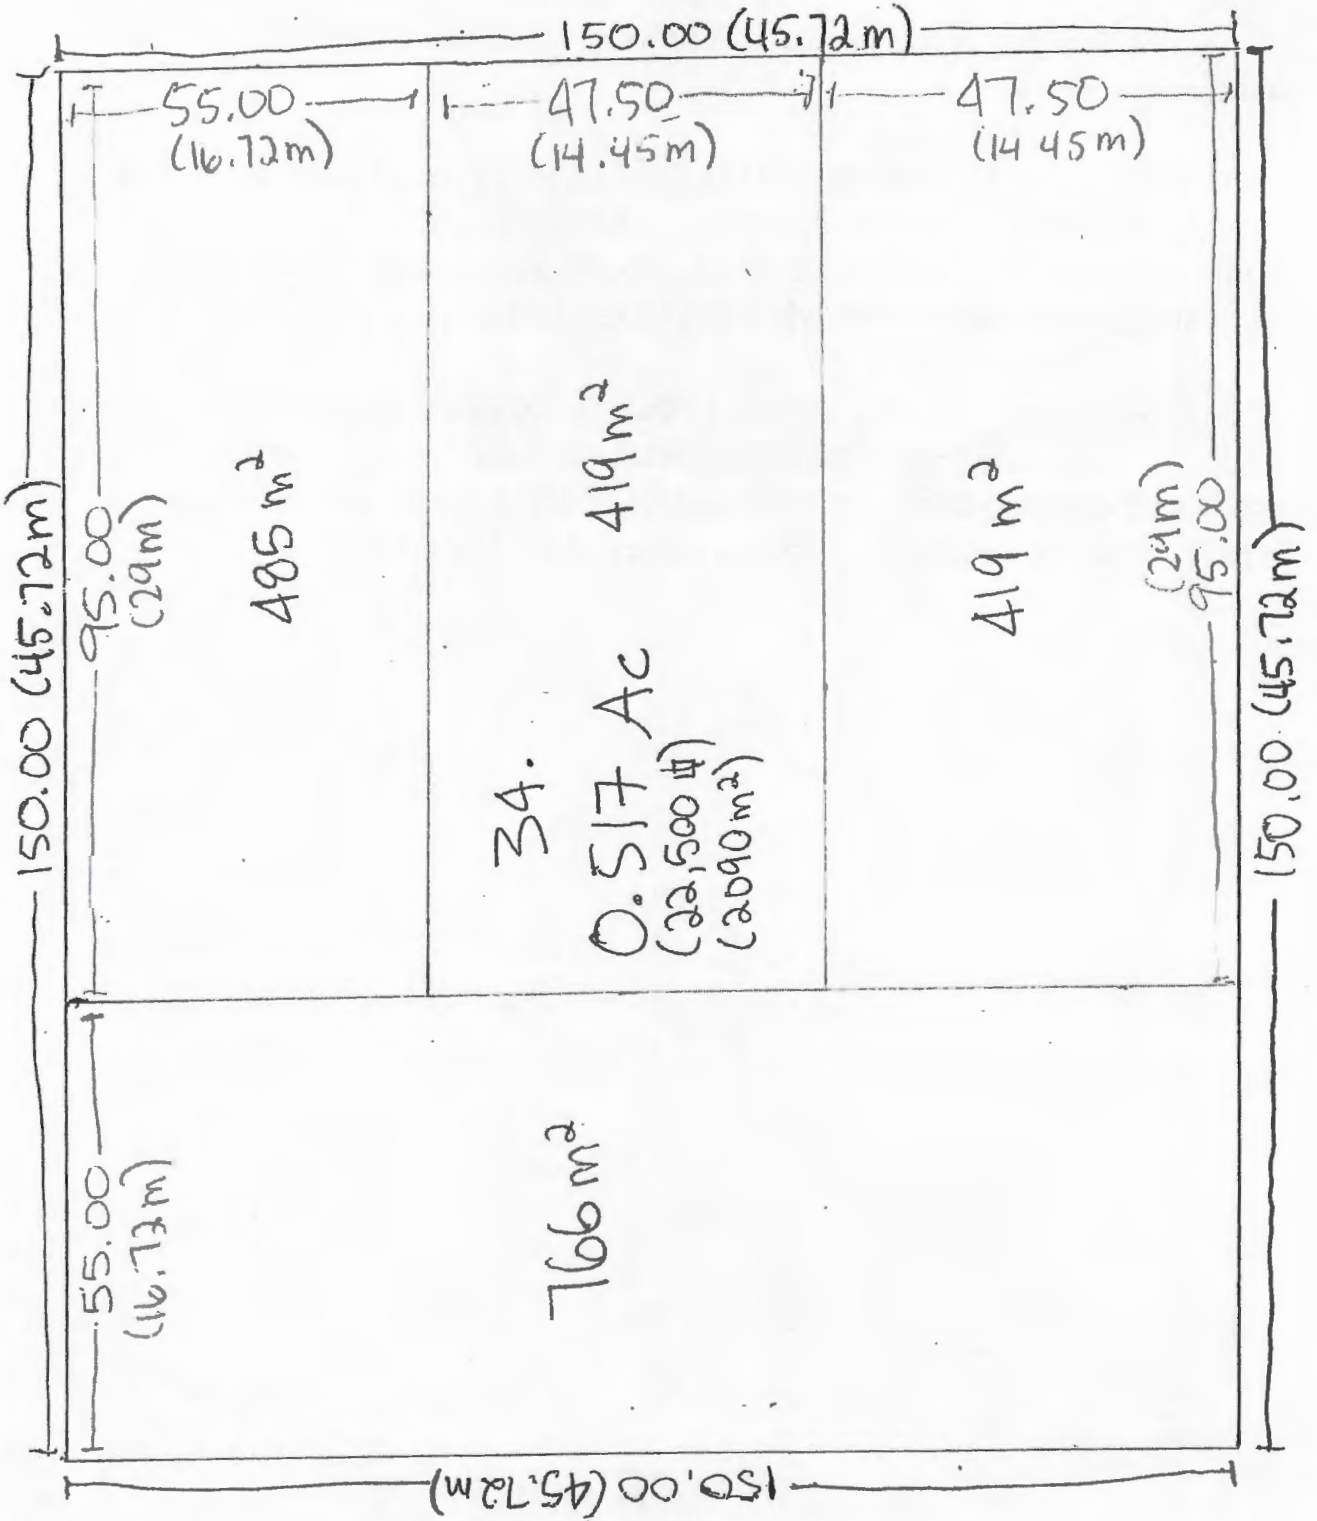 150.00 (45.72m)
55.00
(16.72m)
47.50
(14.45m)
47.50
(14 45m)
150.00 (45.72m)
95.00
(29m)
485 m²
419 m²
419 m²
(29m)
95.00
150.00 (45.72m)
34.
0.517 Ac
(22,500 ⌗)
(2090m²)
55.00
(16.72m)
766 m²
150.00 (45.72m)